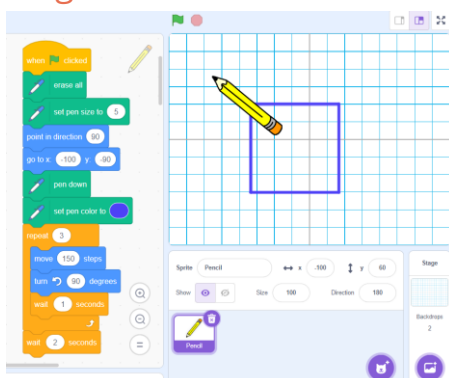 when clicked
erase all
set pen size to 5
point in direction 90
go to x: -100 y: -90
pen down
set pen color to
repeat 3
move 150 steps
turn 90 degrees
wait 1 seconds
wait 2 seconds
Sprite Pencil x -100 y 60
Show Size 100 Direction 180
Pencil
Stage
Backdrops
2